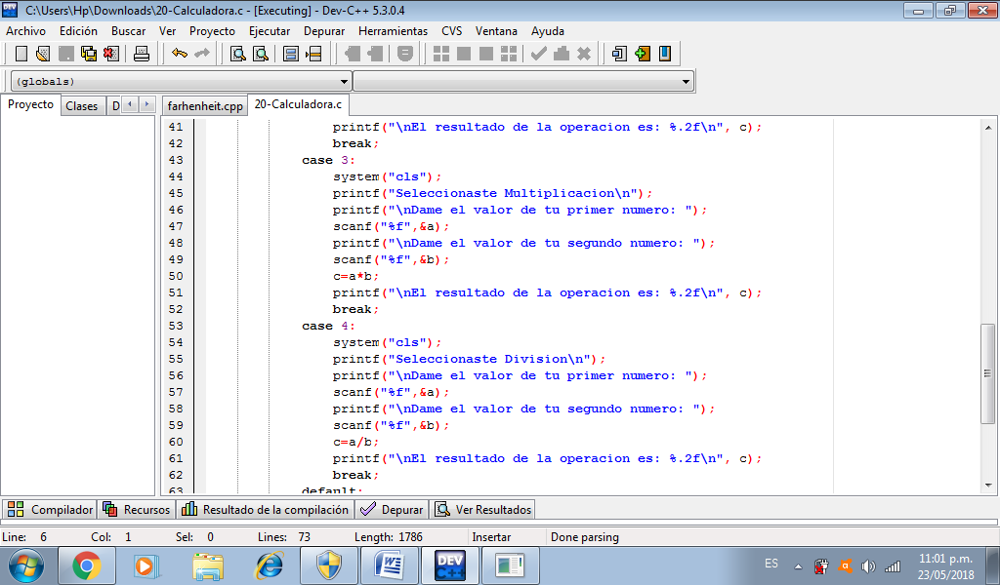 C:\Users\Hp\Downloads\20-Calculadora.c - [Executing] - Dev-C++ 5.3.0.4
Archivo Edición Buscar Ver Proyecto Ejecutar Depurar Herramientas CVS Ventana Ayuda
(globals)
Proyecto Clases D farhenheit.cpp 20-Calculadora.c
41 printf("\nEl resultado de la operacion es: %.2f\n", c);
42 break;
43 case 3:
44 system("cls");
45 printf("Seleccionaste Multiplicacion\n");
46 printf("\nDame el valor de tu primer numero: ");
47 scanf("%f",&a);
48 printf("\nDame el valor de tu segundo numero: ");
49 scanf("%f",&b);
50 c=a*b;
51 printf("\nEl resultado de la operacion es: %.2f\n", c);
52 break;
53 case 4:
54 system("cls");
55 printf("Seleccionaste Division\n");
56 printf("\nDame el valor de tu primer numero: ");
57 scanf("%f",&a);
58 printf("\nDame el valor de tu segundo numero: ");
59 scanf("%f",&b);
60 c=a/b;
61 printf("\nEl resultado de la operacion es: %.2f\n", c);
62 break;
63 default:
Compilador Recursos Resultado de la compilación Depurar Ver Resultados
Line: 6 Col: 1 Sel: 0 Lines: 73 Length: 1786 Insertar Done parsing
DEV C++
ES
11:01 p.m.
23/05/2018